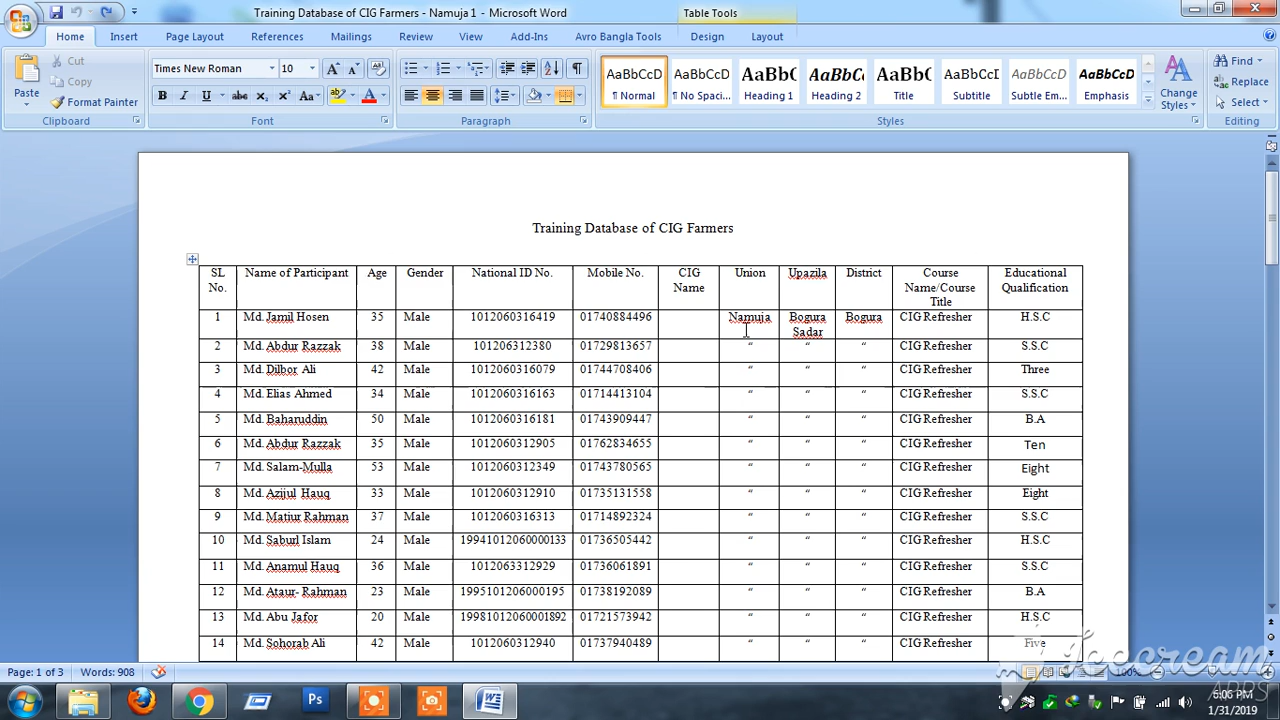 Training Database of CIG Farmers - Namuja 1 - Microsoft Word
Table Tools
Home Insert Page Layout References Mailings Review View Add-Ins Avro Bangla Tools Design Layout
Paste
Cut
Copy
Format Painter
Clipboard
Times New Roman 10
Font
Paragraph
AaBbCcD AaBbCcD AaBbC AaBbCc AaBbC AaBbCcD AaBbCcD AaBbCcD
¶ Normal ¶ No Spaci... Heading 1 Heading 2 Title Subtitle Subtle Em... Emphasis
Styles
Change Styles
Find
Replace
Select
Editing
Training Database of CIG Farmers
SL No. Name of Participant Age Gender National ID No. Mobile No. CIG Name Union Upazila District Course Name/Course Title Educational Qualification
1 Md. Jamil Hosen 35 Male 1012060316419 01740884496 Namuja Bogura Sadar Bogura CIG Refresher H.S.C
2 Md. Abdur Razzak 38 Male 101206312380 01729813657 “ “ “ CIG Refresher S.S.C
3 Md. Dilbor Ali 42 Male 1012060316079 01744708406 “ “ “ CIG Refresher Three
4 Md. Elias Ahmed 34 Male 1012060316163 01714413104 “ “ “ CIG Refresher S.S.C
5 Md. Baharuddin 50 Male 1012060316181 01743909447 “ “ “ CIG Refresher B.A
6 Md. Abdur Razzak 35 Male 1012060312905 01762834655 “ “ “ CIG Refresher Ten
7 Md. Salam-Mulla 53 Male 1012060312349 01743780565 “ “ “ CIG Refresher Eight
8 Md. Azijul Hauq 33 Male 1012060312910 01735131558 “ “ “ CIG Refresher Eight
9 Md. Matiur Rahman 37 Male 1012060316313 01714892324 “ “ “ CIG Refresher S.S.C
10 Md. Saburl Islam 24 Male 19941012060000133 01736505442 “ “ “ CIG Refresher H.S.C
11 Md. Anamul Hauq 36 Male 1012063312929 01736061891 “ “ “ CIG Refresher S.S.C
12 Md. Ataur- Rahman 23 Male 1995101206000195 01738192089 “ “ “ CIG Refresher B.A
13 Md. Abu Jafor 20 Male 19981012060001892 01721573942 “ “ “ CIG Refresher H.S.C
14 Md. Sohorab Ali 42 Male 1012060312940 01737940489 “ “ “ CIG Refresher Five
Page: 1 of 3 Words: 908 100%
Icecream
APPS
Ps
6:06 PM
1/31/2019